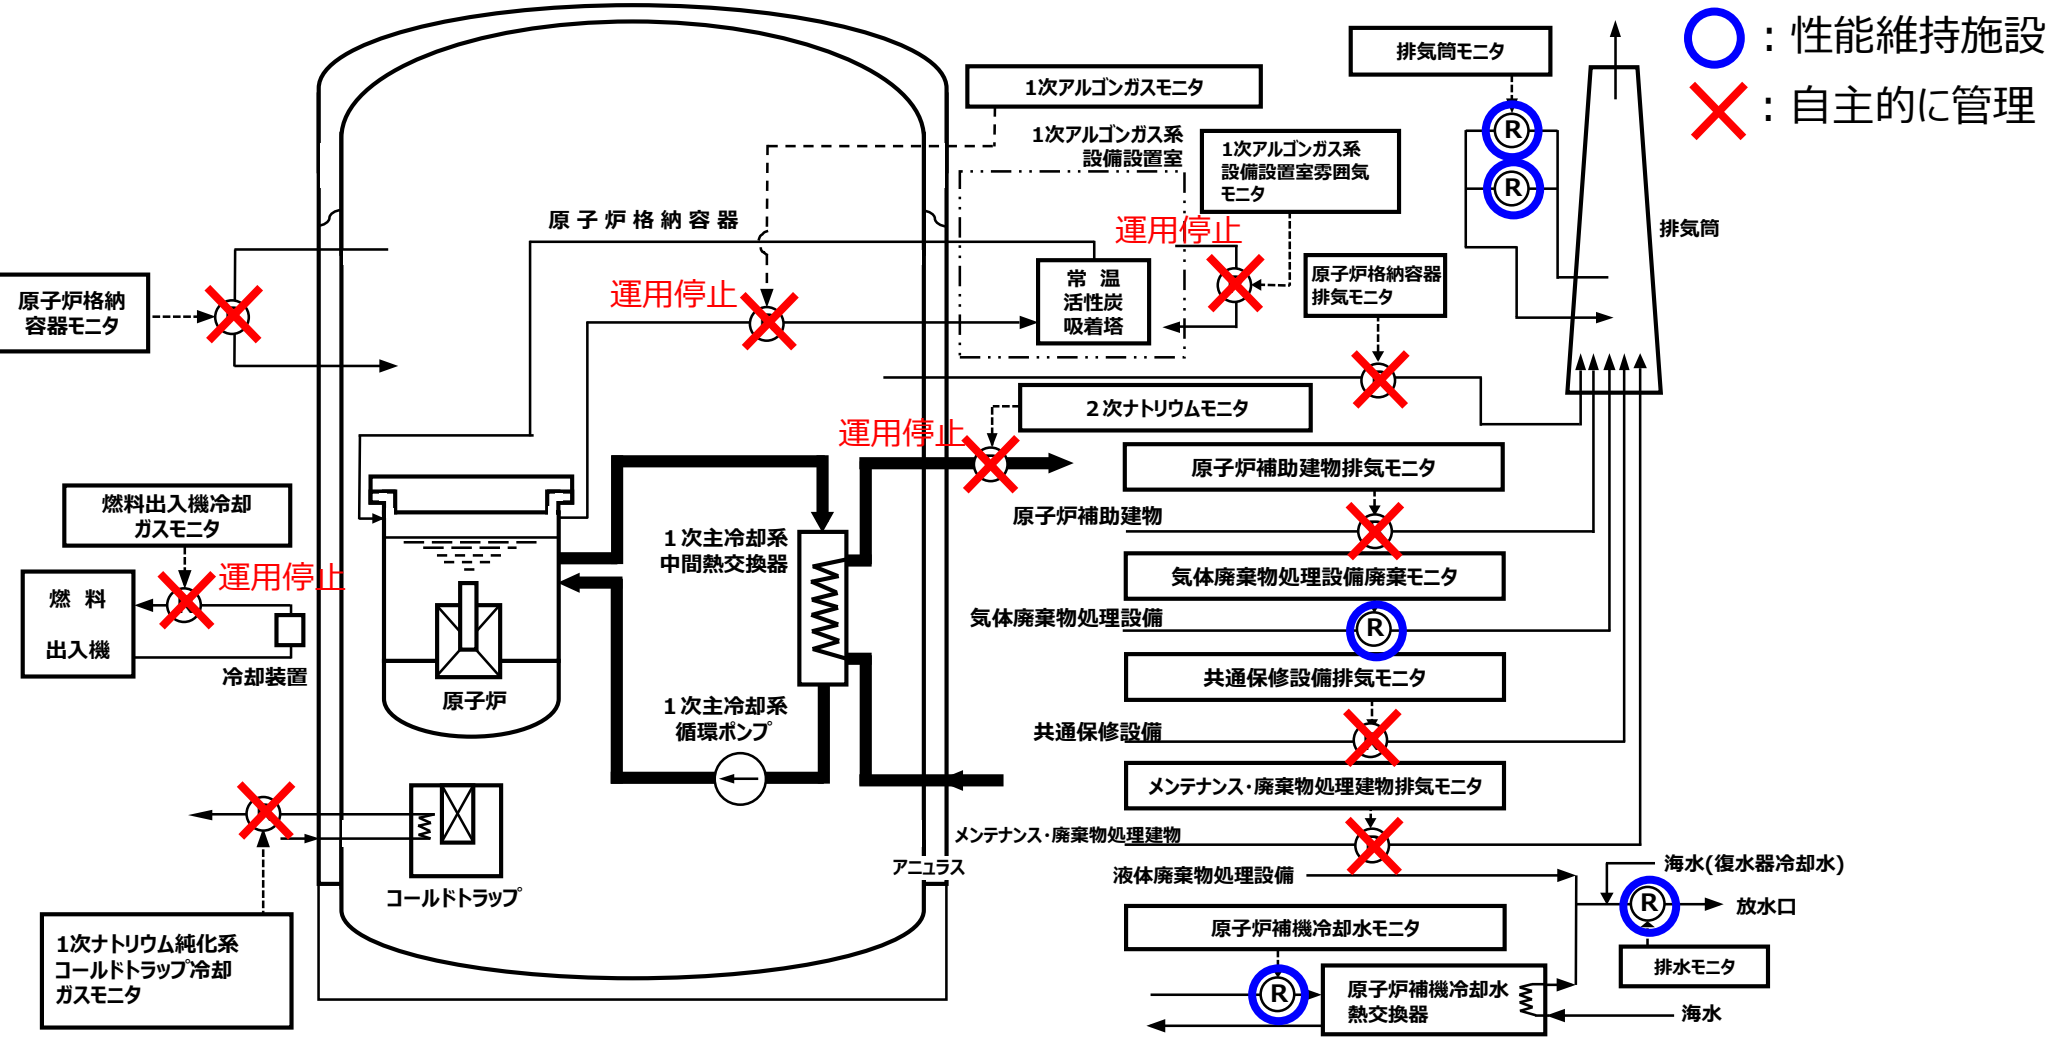 ：性能維持施設
：自主的に管理
排気筒モニタ
R
R
排気筒
1次アルゴンガスモニタ
1次アルゴンガス系
設備設置室
1次アルゴンガス系
設備設置室雰囲気
モニタ
運用停止
原子炉格納容器
原子炉格納容器
排気モニタ
常温
活性炭
吸着塔
運用停止
原子炉格納
容器モニタ
２次ナトリウムモニタ
運用停止
原子炉補助建物排気モニタ
原子炉補助建物
燃料出入機冷却
ガスモニタ
運用停止
燃料
出入機
冷却装置
１次主冷却系
中間熱交換器
気体廃棄物処理設備廃棄モニタ
気体廃棄物処理設備
R
共通保修設備排気モニタ
共通保修設備
原子炉
１次主冷却系
循環ポンプ
メンテナンス・廃棄物処理建物排気モニタ
メンテナンス・廃棄物処理建物
アニュラス
コールドトラップ
液体廃棄物処理設備
海水(復水器冷却水)
R
放水口
排水モニタ
原子炉補機冷却水モニタ
R
原子炉補機冷却水
熱交換器
海水
1次ナトリウム純化系
コールドトラップ冷却
ガスモニタ